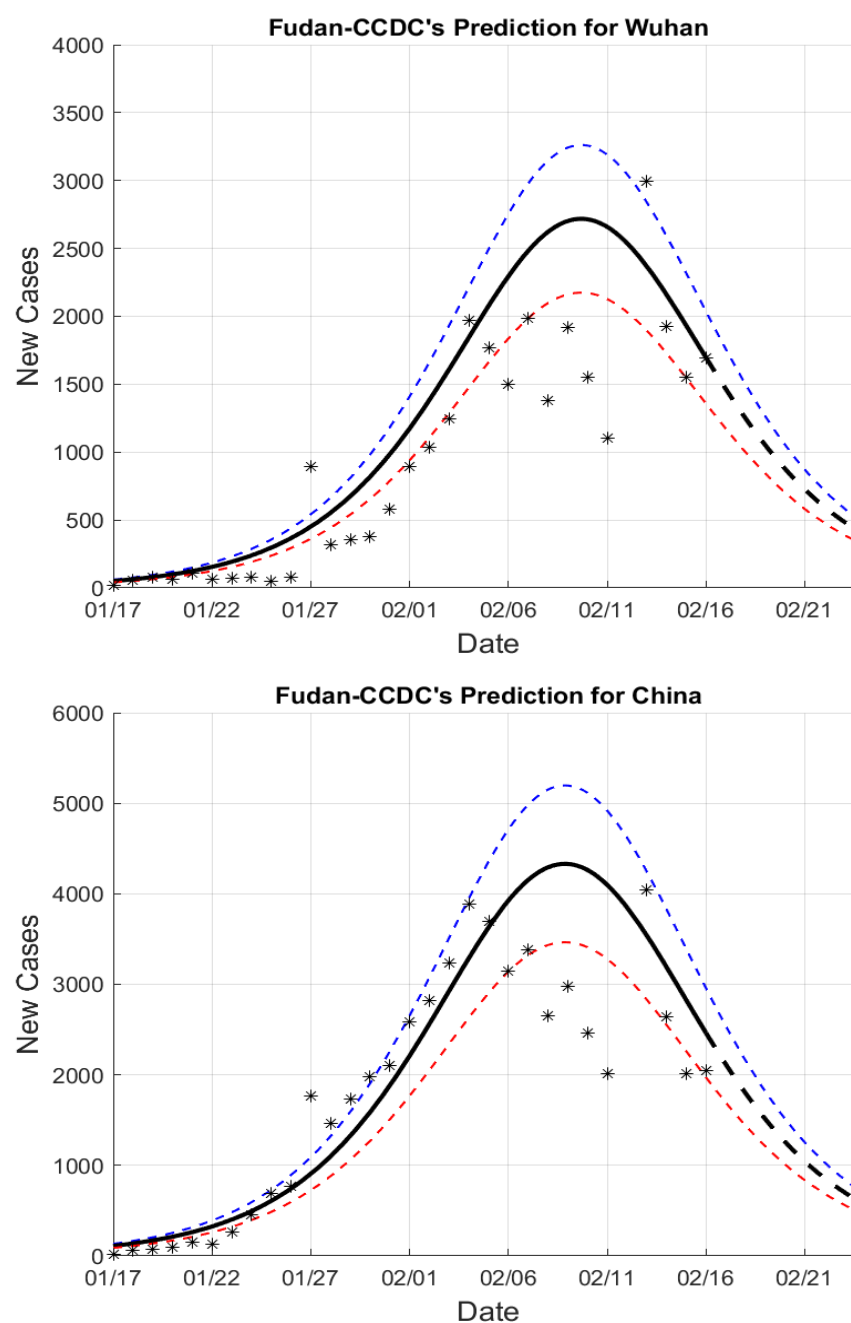 Fudan-CCDC's Prediction for Wuhan
4000
3500
3000
2500
2000
1500
1000
500
0
New Cases
01/17 01/22 01/27 02/01 02/06 02/11 02/16 02/21
Date
Fudan-CCDC's Prediction for China
6000
5000
4000
3000
2000
1000
0
New Cases
01/17 01/22 01/27 02/01 02/06 02/11 02/16 02/21
Date